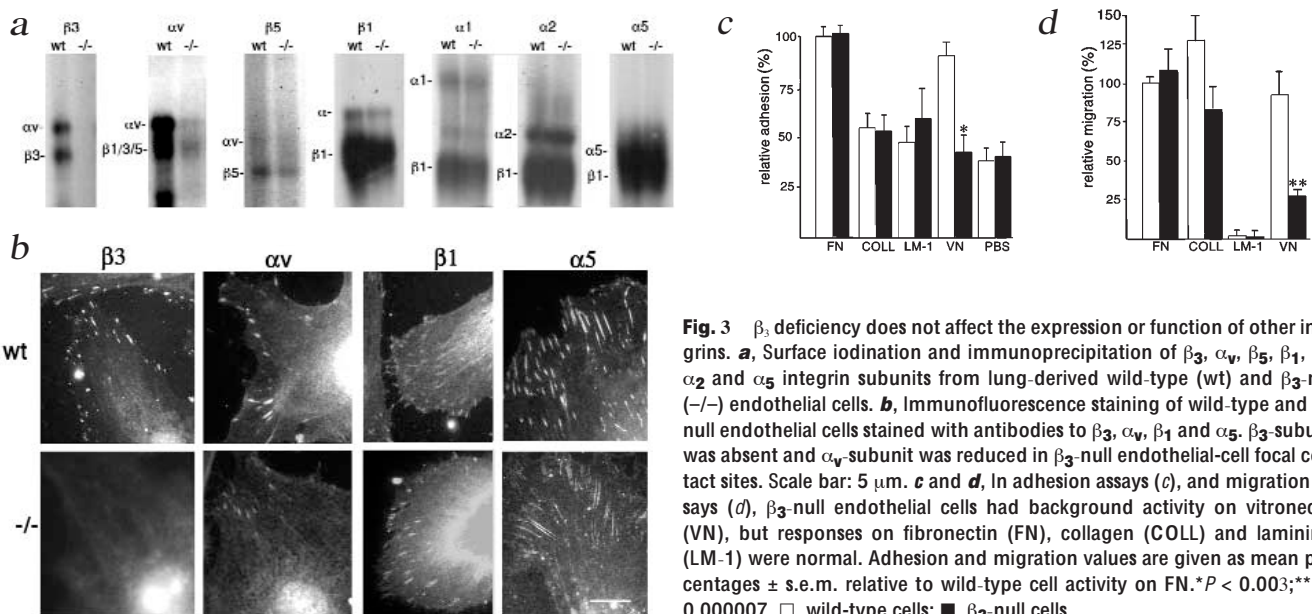 a
β3 αv β5 β1 α1 α2 α5
wt -/- wt -/- wt -/- wt -/- wt -/- wt -/- wt -/-
αv-
β3-
αv-
β1/3/5-
αv-
β5-
α-
β1-
α1-
β1-
α2-
β1-
α5-
β1-
b
β3 αv β1 α5
wt
-/-
c
relative adhesion (%)
100
75
50
25
*
FN COLL LM-1 VN PBS
d
relative migration (%)
150
125
100
75
50
25
**
FN COLL LM-1 VN
Fig. 3 β₃ deficiency does not affect the expression or function of other in
grins. a, Surface iodination and immunoprecipitation of β₃, αᵥ, β₅, β₁,
α₂ and α₅ integrin subunits from lung-derived wild-type (wt) and β₃-n
(–/–) endothelial cells. b, Immunofluorescence staining of wild-type and
null endothelial cells stained with antibodies to β₃, αᵥ, β₁ and α₅. β₃-subu
was absent and αᵥ-subunit was reduced in β₃-null endothelial-cell focal co
tact sites. Scale bar: 5 μm. c and d, In adhesion assays (c), and migration
says (d), β₃-null endothelial cells had background activity on vitronec
(VN), but responses on fibronectin (FN), collagen (COLL) and laminin
(LM-1) were normal. Adhesion and migration values are given as mean p
centages ± s.e.m. relative to wild-type cell activity on FN.*P < 0.003;**
0.000007. □, wild-type cells; ■, β₃-null cells